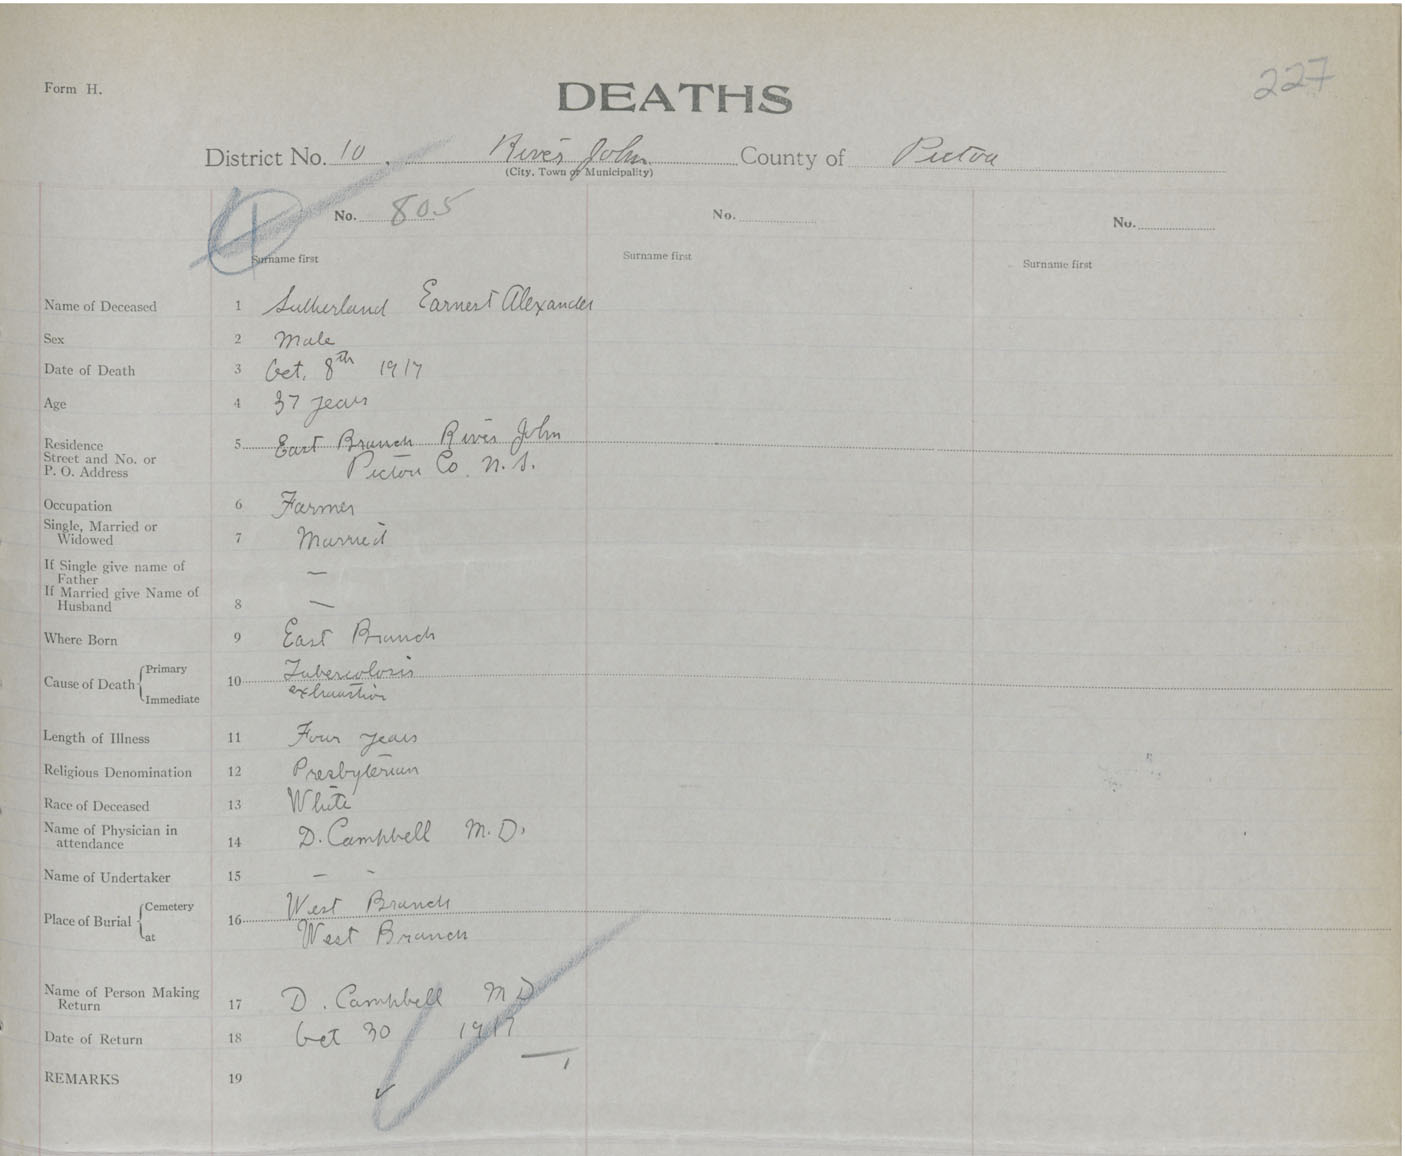 227
Form H.
DEATHS
District No. 10, River John County of Pictou
(City, Town or Municipality)
1 No. 805 No. No.
Surname first Surname first Surname first
Name of Deceased 1 Sutherland Earnest Alexander
Sex 2 Male
Date of Death 3 Oct. 8th 1917
Age 4 37 years
Residence 5 East Branch River John
Street and No. or
P. O. Address Pictou Co. N. S.
Occupation 6 Farmer
Single, Married or
Widowed 7 Married
If Single give name of
Father —
If Married give Name of
Husband 8 —
Where Born 9 East Branch
Cause of Death Primary 10 Tubercolosis
Immediate exhaustion
Length of Illness 11 Four years
Religious Denomination 12 Presbyterian
Race of Deceased 13 White
Name of Physician in
attendance 14 D. Campbell M.D.
Name of Undertaker 15 — -
Place of Burial Cemetery 16 West Branch
at West Branch
Name of Person Making
Return 17 D. Campbell M D
Date of Return 18 Oct 30 1917
REMARKS 19